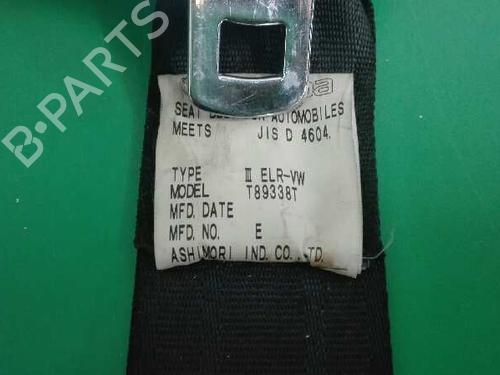 SEAT AUTOMOBILES
MEETS JIS D 4604.
TYPE Ⅲ ELR-VW
MODEL T89338T
MFD. DATE
MFD. NO. E
ASHIMORI IND. CO., LTD.
B-PARTS